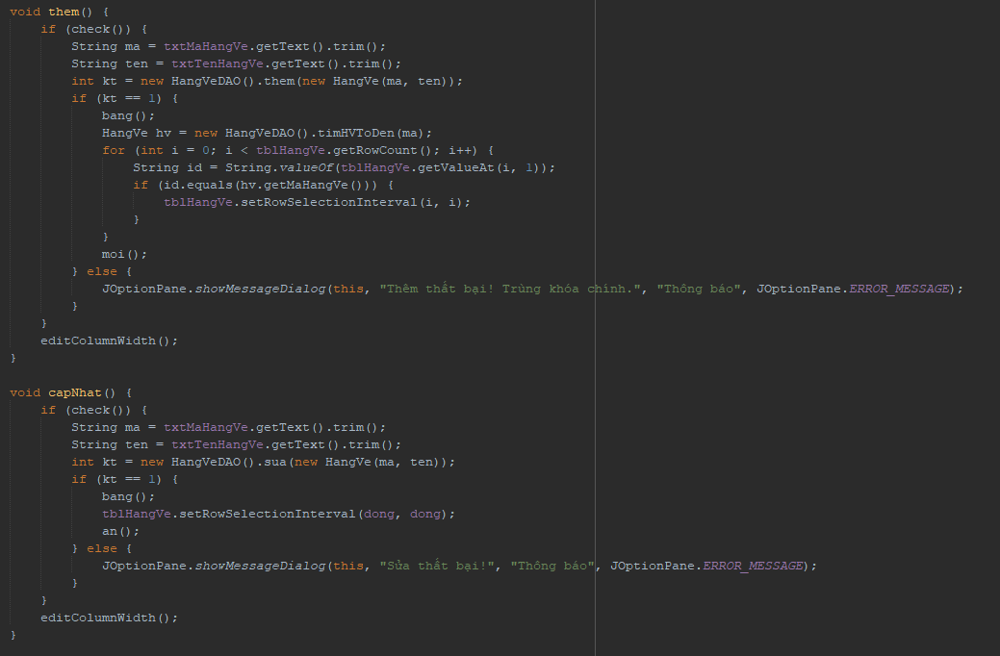 void them() {
    if (check()) {
        String ma = txtMaHangVe.getText().trim();
        String ten = txtTenHangVe.getText().trim();
        int kt = new HangVeDAO().them(new HangVe(ma, ten));
        if (kt == 1) {
            bang();
            HangVe hv = new HangVeDAO().timHVToDen(ma);
            for (int i = 0; i < tblHangVe.getRowCount(); i++) {
                String id = String.valueOf(tblHangVe.getValueAt(i, 1));
                if (id.equals(hv.getMaHangVe())) {
                    tblHangVe.setRowSelectionInterval(i, i);
                }
            }
            moi();
        } else {
            JOptionPane.showMessageDialog(this, "Thêm thất bại! Trùng khóa chính.", "Thông báo", JOptionPane.ERROR_MESSAGE);
        }
    }
    editColumnWidth();
}

void capNhat() {
    if (check()) {
        String ma = txtMaHangVe.getText().trim();
        String ten = txtTenHangVe.getText().trim();
        int kt = new HangVeDAO().sua(new HangVe(ma, ten));
        if (kt == 1) {
            bang();
            tblHangVe.setRowSelectionInterval(dong, dong);
            an();
        } else {
            JOptionPane.showMessageDialog(this, "Sửa thất bại!", "Thông báo", JOptionPane.ERROR_MESSAGE);
        }
    }
    editColumnWidth();
}